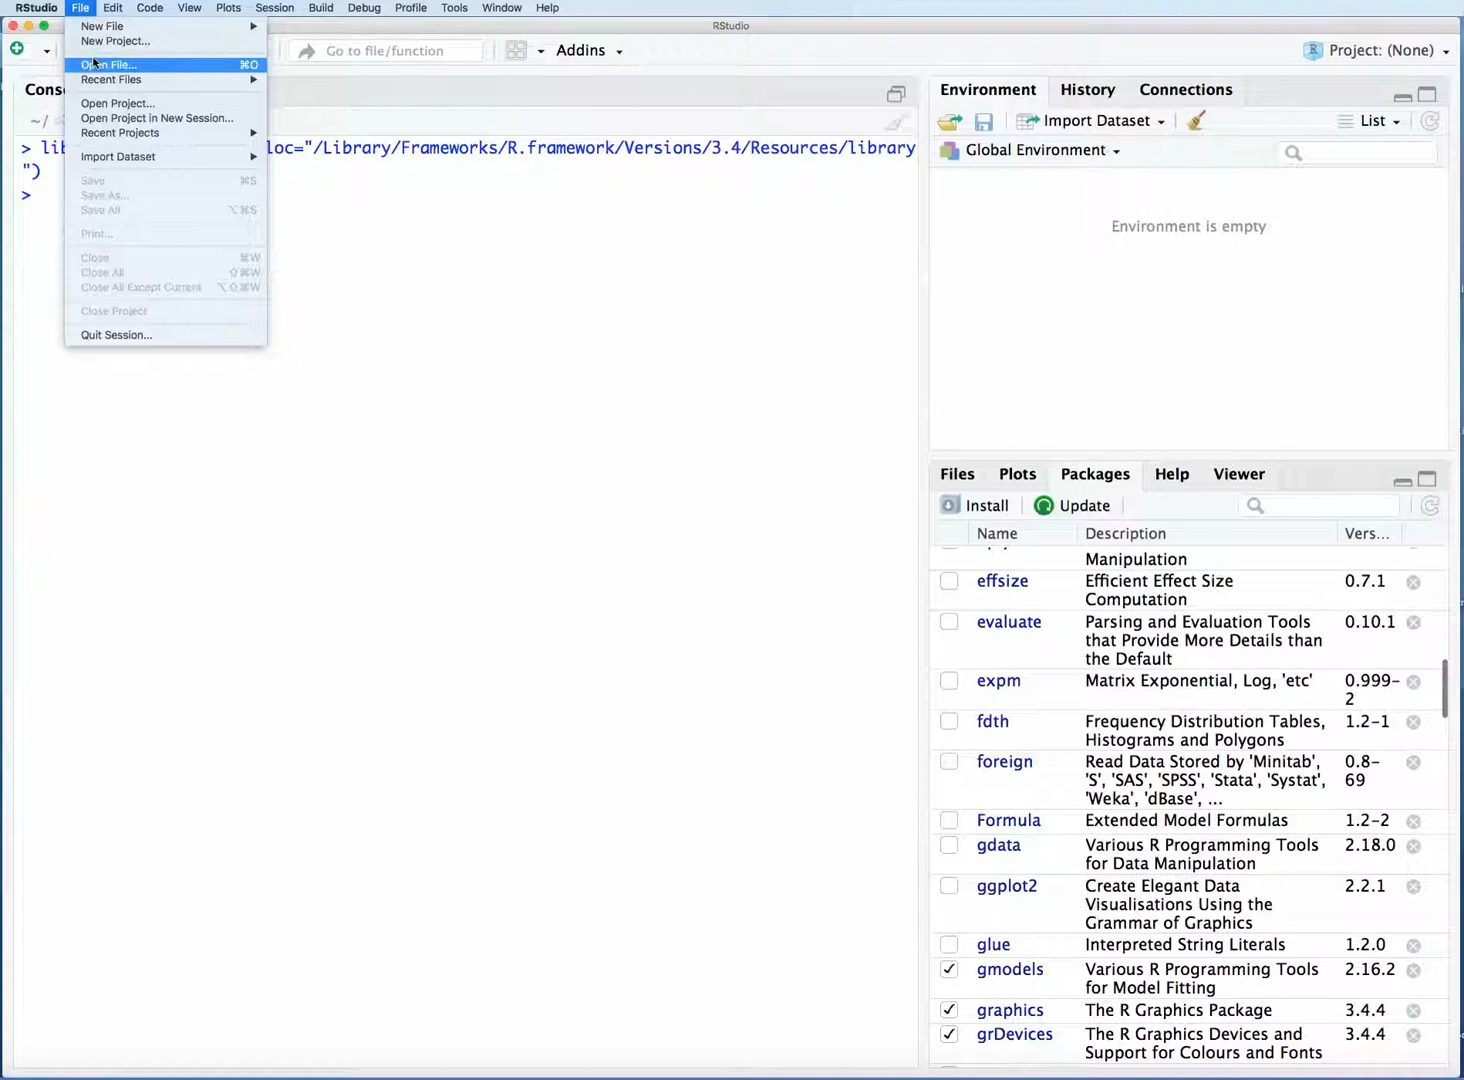 RStudio File Edit Code View Plots Session Build Debug Profile Tools Window Help
RStudio
Go to file/function Addins Project: (None)
New File
New Project...
Open File... ⌘O
Recent Files
Open Project...
Open Project in New Session...
Recent Projects
Import Dataset
Save ⌘S
Save As...
Save All ⌥⌘S
Print...
Close ⌘W
Close All ⇧⌘W
Close All Except Current ⌥⇧⌘W
Close Project
Quit Session...
~/
loc="/Library/Frameworks/R.framework/Versions/3.4/Resources/library
")
>
Environment History Connections
Import Dataset List
Global Environment
Environment is empty
Files Plots Packages Help Viewer
Install Update
Name Description Vers...
Manipulation
effsize Efficient Effect Size 0.7.1
Computation
evaluate Parsing and Evaluation Tools 0.10.1
that Provide More Details than
the Default
expm Matrix Exponential, Log, 'etc' 0.999-
2
fdth Frequency Distribution Tables, 1.2-1
Histograms and Polygons
foreign Read Data Stored by 'Minitab', 0.8-
'S', 'SAS', 'SPSS', 'Stata', 'Systat', 69
'Weka', 'dBase', ...
Formula Extended Model Formulas 1.2-2
gdata Various R Programming Tools 2.18.0
for Data Manipulation
ggplot2 Create Elegant Data 2.2.1
Visualisations Using the
Grammar of Graphics
glue Interpreted String Literals 1.2.0
gmodels Various R Programming Tools 2.16.2
for Model Fitting
graphics The R Graphics Package 3.4.4
grDevices The R Graphics Devices and 3.4.4
Support for Colours and Fonts